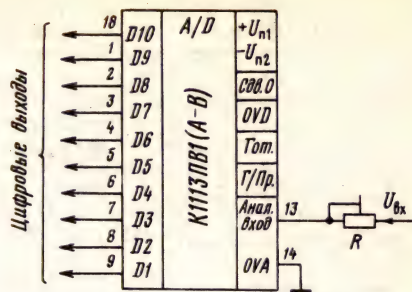 Цифровые выходы
18 D10
1 D9
2 D8
3 D7
4 D6
5 D5
6 D4
7 D3
8 D2
9 D1
A/D
К1113ПВ1(А-В)
+Uп1
-Uп2
Сдв.0
OVD
Гот.
Г/Пр.
Анал. вход
OVA
13
14
R
Uвх